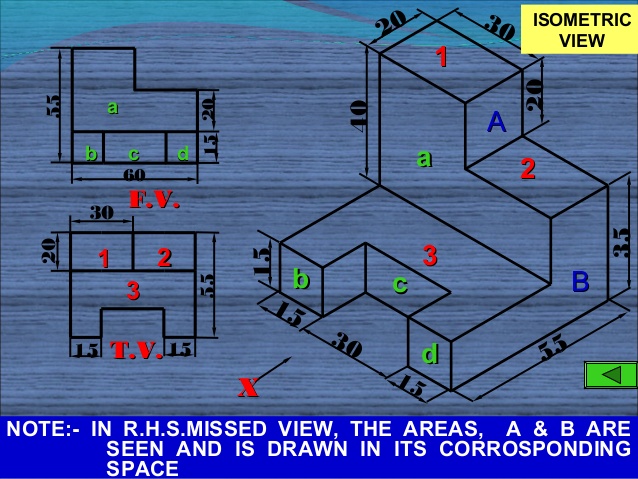 ISOMETRIC
VIEW
20
30
1
40
20
A
a
2
3
15
b
c
B
35
15
30
d
15
55
X
55
a
20
b
c
d
15
60
F.V.
30
20
1
2
3
55
15
T.V.
15
NOTE:- IN R.H.S.MISSED VIEW, THE AREAS, A & B ARE
SEEN AND IS DRAWN IN ITS CORROSPONDING
SPACE